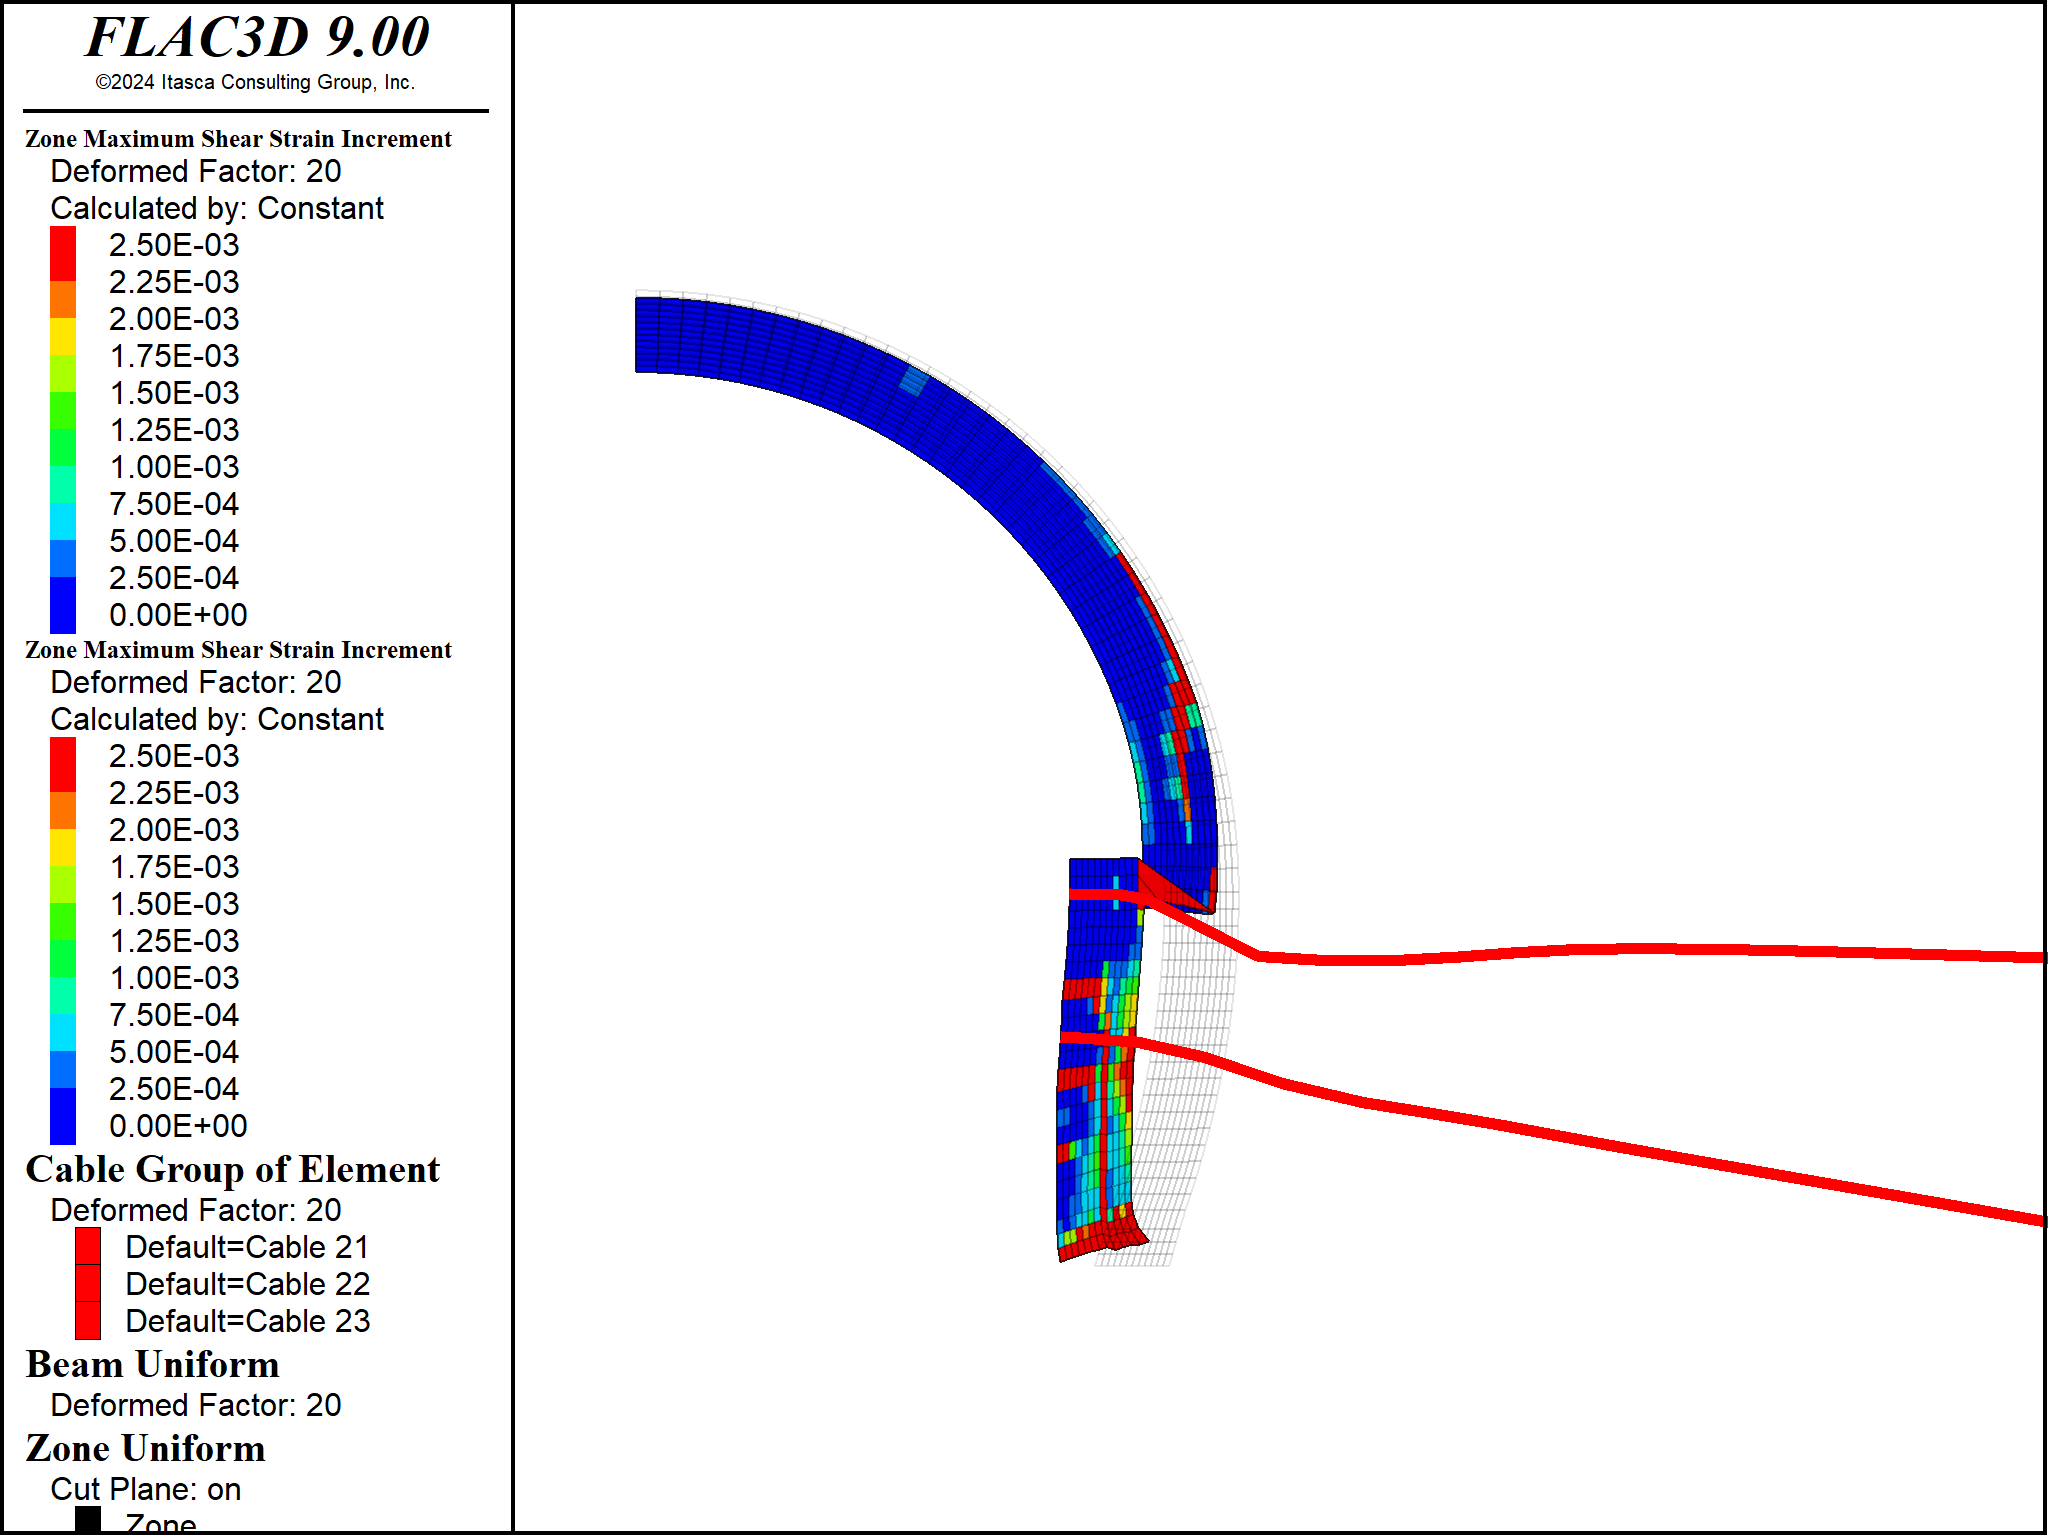 FLAC3D 9.00
©2024 Itasca Consulting Group, Inc.
Zone Maximum Shear Strain Increment
Deformed Factor: 20
Calculated by: Constant
2.50E-03
2.25E-03
2.00E-03
1.75E-03
1.50E-03
1.25E-03
1.00E-03
7.50E-04
5.00E-04
2.50E-04
0.00E+00
Zone Maximum Shear Strain Increment
Deformed Factor: 20
Calculated by: Constant
2.50E-03
2.25E-03
2.00E-03
1.75E-03
1.50E-03
1.25E-03
1.00E-03
7.50E-04
5.00E-04
2.50E-04
0.00E+00
Cable Group of Element
Deformed Factor: 20
Default=Cable 21
Default=Cable 22
Default=Cable 23
Beam Uniform
Deformed Factor: 20
Zone Uniform
Cut Plane: on
Zone